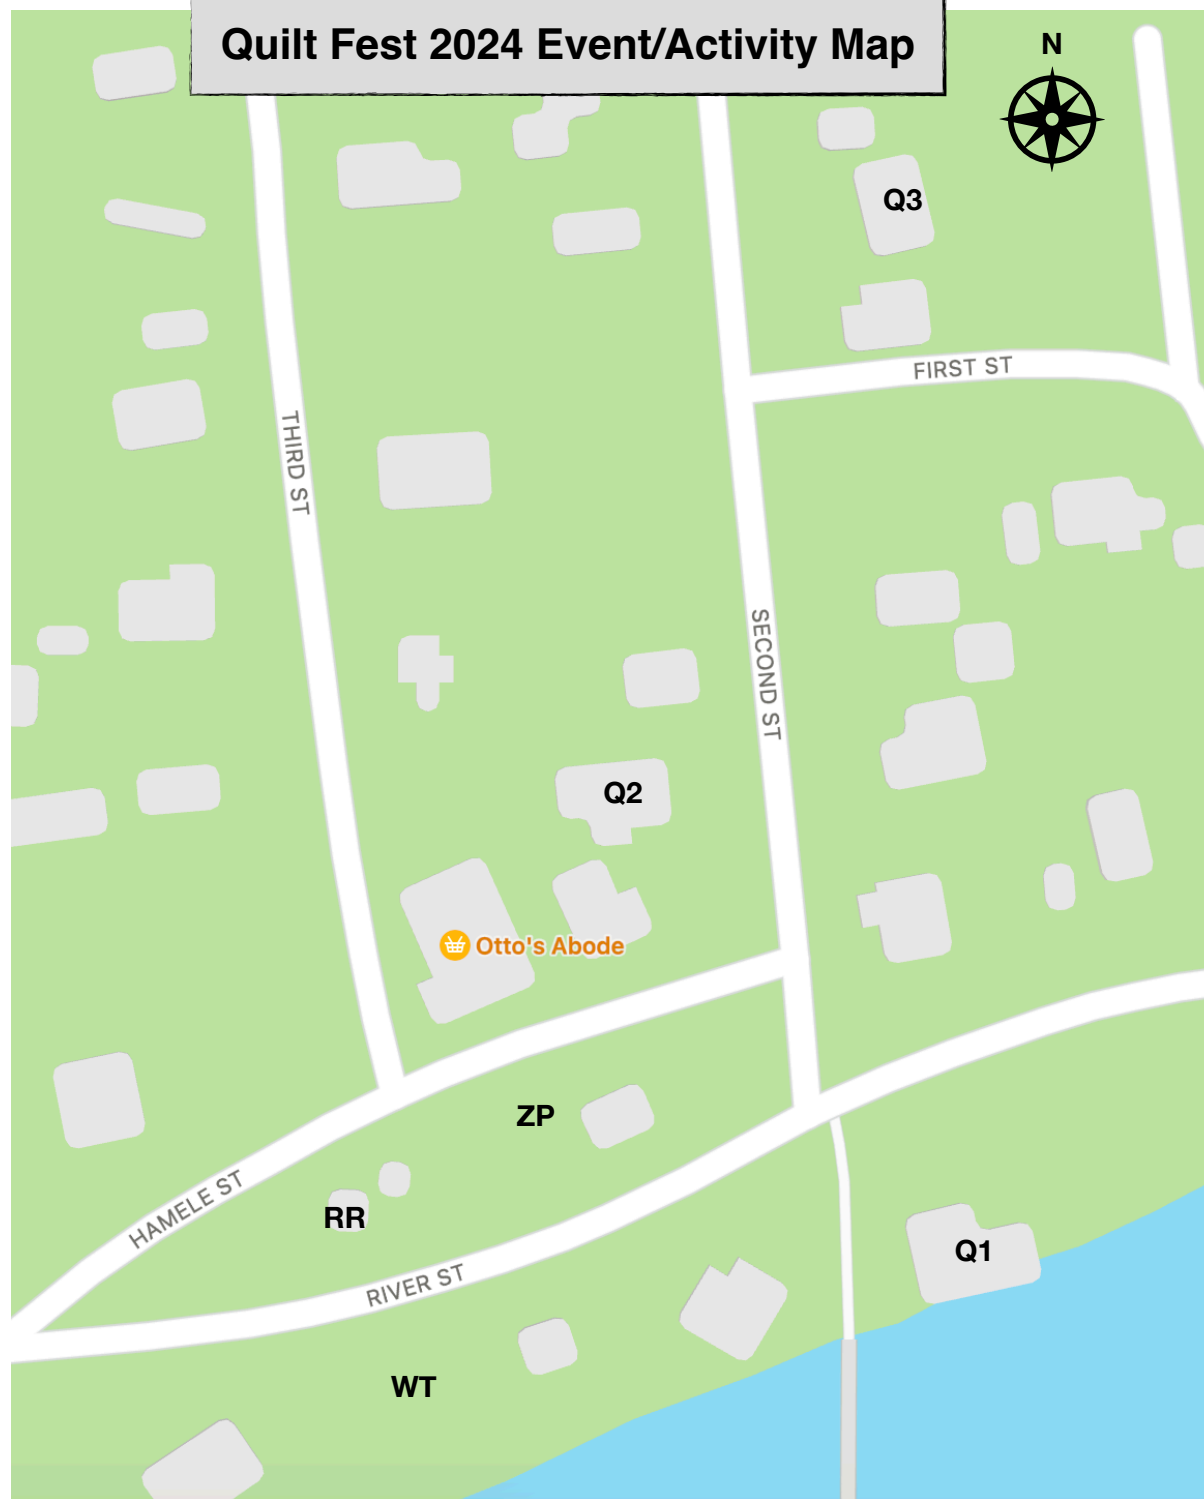 Quilt Fest 2024 Event/Activity Map
N
Q3
FIRST ST
THIRD ST
SECOND ST
Q2
Otto's Abode
ZP
HAMELE ST
RR
RIVER ST
Q1
WT